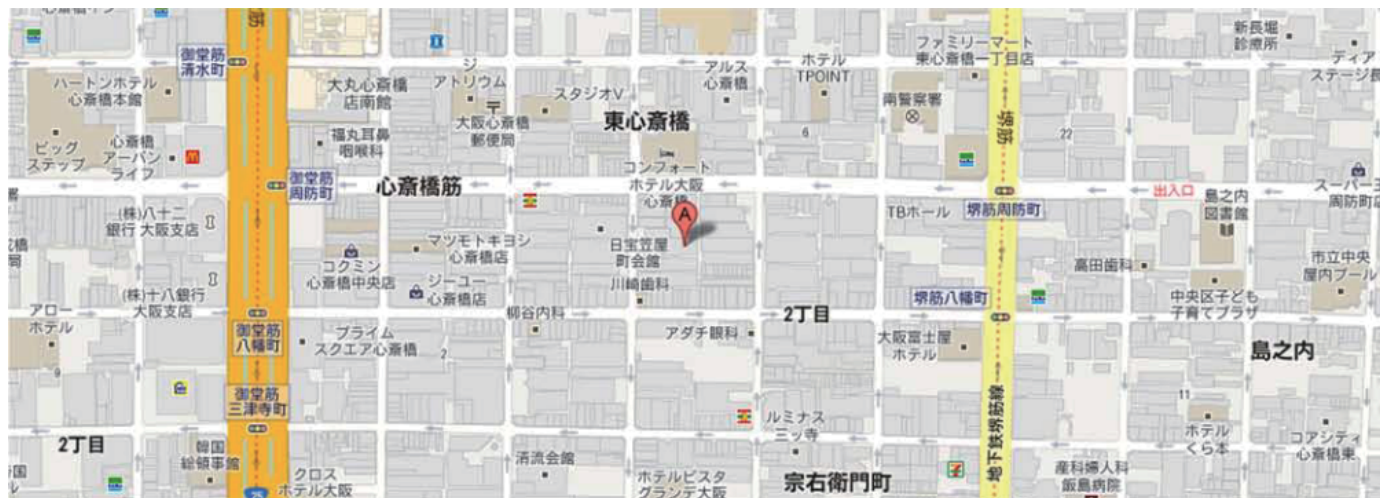 心斎橋
御堂筋
清水町
ハートンホテル
心斎橋本館
大丸心斎橋
店南館
ジ
アトリウム
大阪心斎橋
郵便局
スタジオV
東心斎橋
アルス
心斎橋
ホテル
TPOINT
ファミリーマート
東心斎橋一丁目店
新長堀
診療所
ティア
ステージ長
南警察署
堺筋
6
22
ビッグ
ステップ
心斎橋
アーバン
ライフ
福丸耳鼻
咽喉科
コンフォート
ホテル大阪
心斎橋
御堂筋
周防町
心斎橋筋
TBホール
堺筋周防町
出入口
島之内
図書館
スーパー玉
周防町店
(株)八十二
銀行 大阪支店
A
日宝笠屋
町会館
マツモトキヨシ
心斎橋店
コクミン
心斎橋中央店
ジーユー
心斎橋店
川崎歯科
高田歯科
市立中央
屋内プール
(株)十八銀行
大阪支店
堺筋八幡町
中央区子ども
子育てプラザ
アロー
ホテル
御堂筋
八幡町
プライム
スクエア心斎橋
2
柳谷内科
アダチ眼科
2丁目
大阪富士屋
ホテル
島之内
9
御堂筋
三津寺町
11
2丁目
韓国
総領事館
クロス
ホテル大阪
清流会館
ルミナス
三ッ寺
ホテルビスタ
グランデ大阪
宗右衛門町
地下鉄堺筋線
産科婦人科
飯島病院
ホテル
くら本
コアシティ
心斎橋東
25